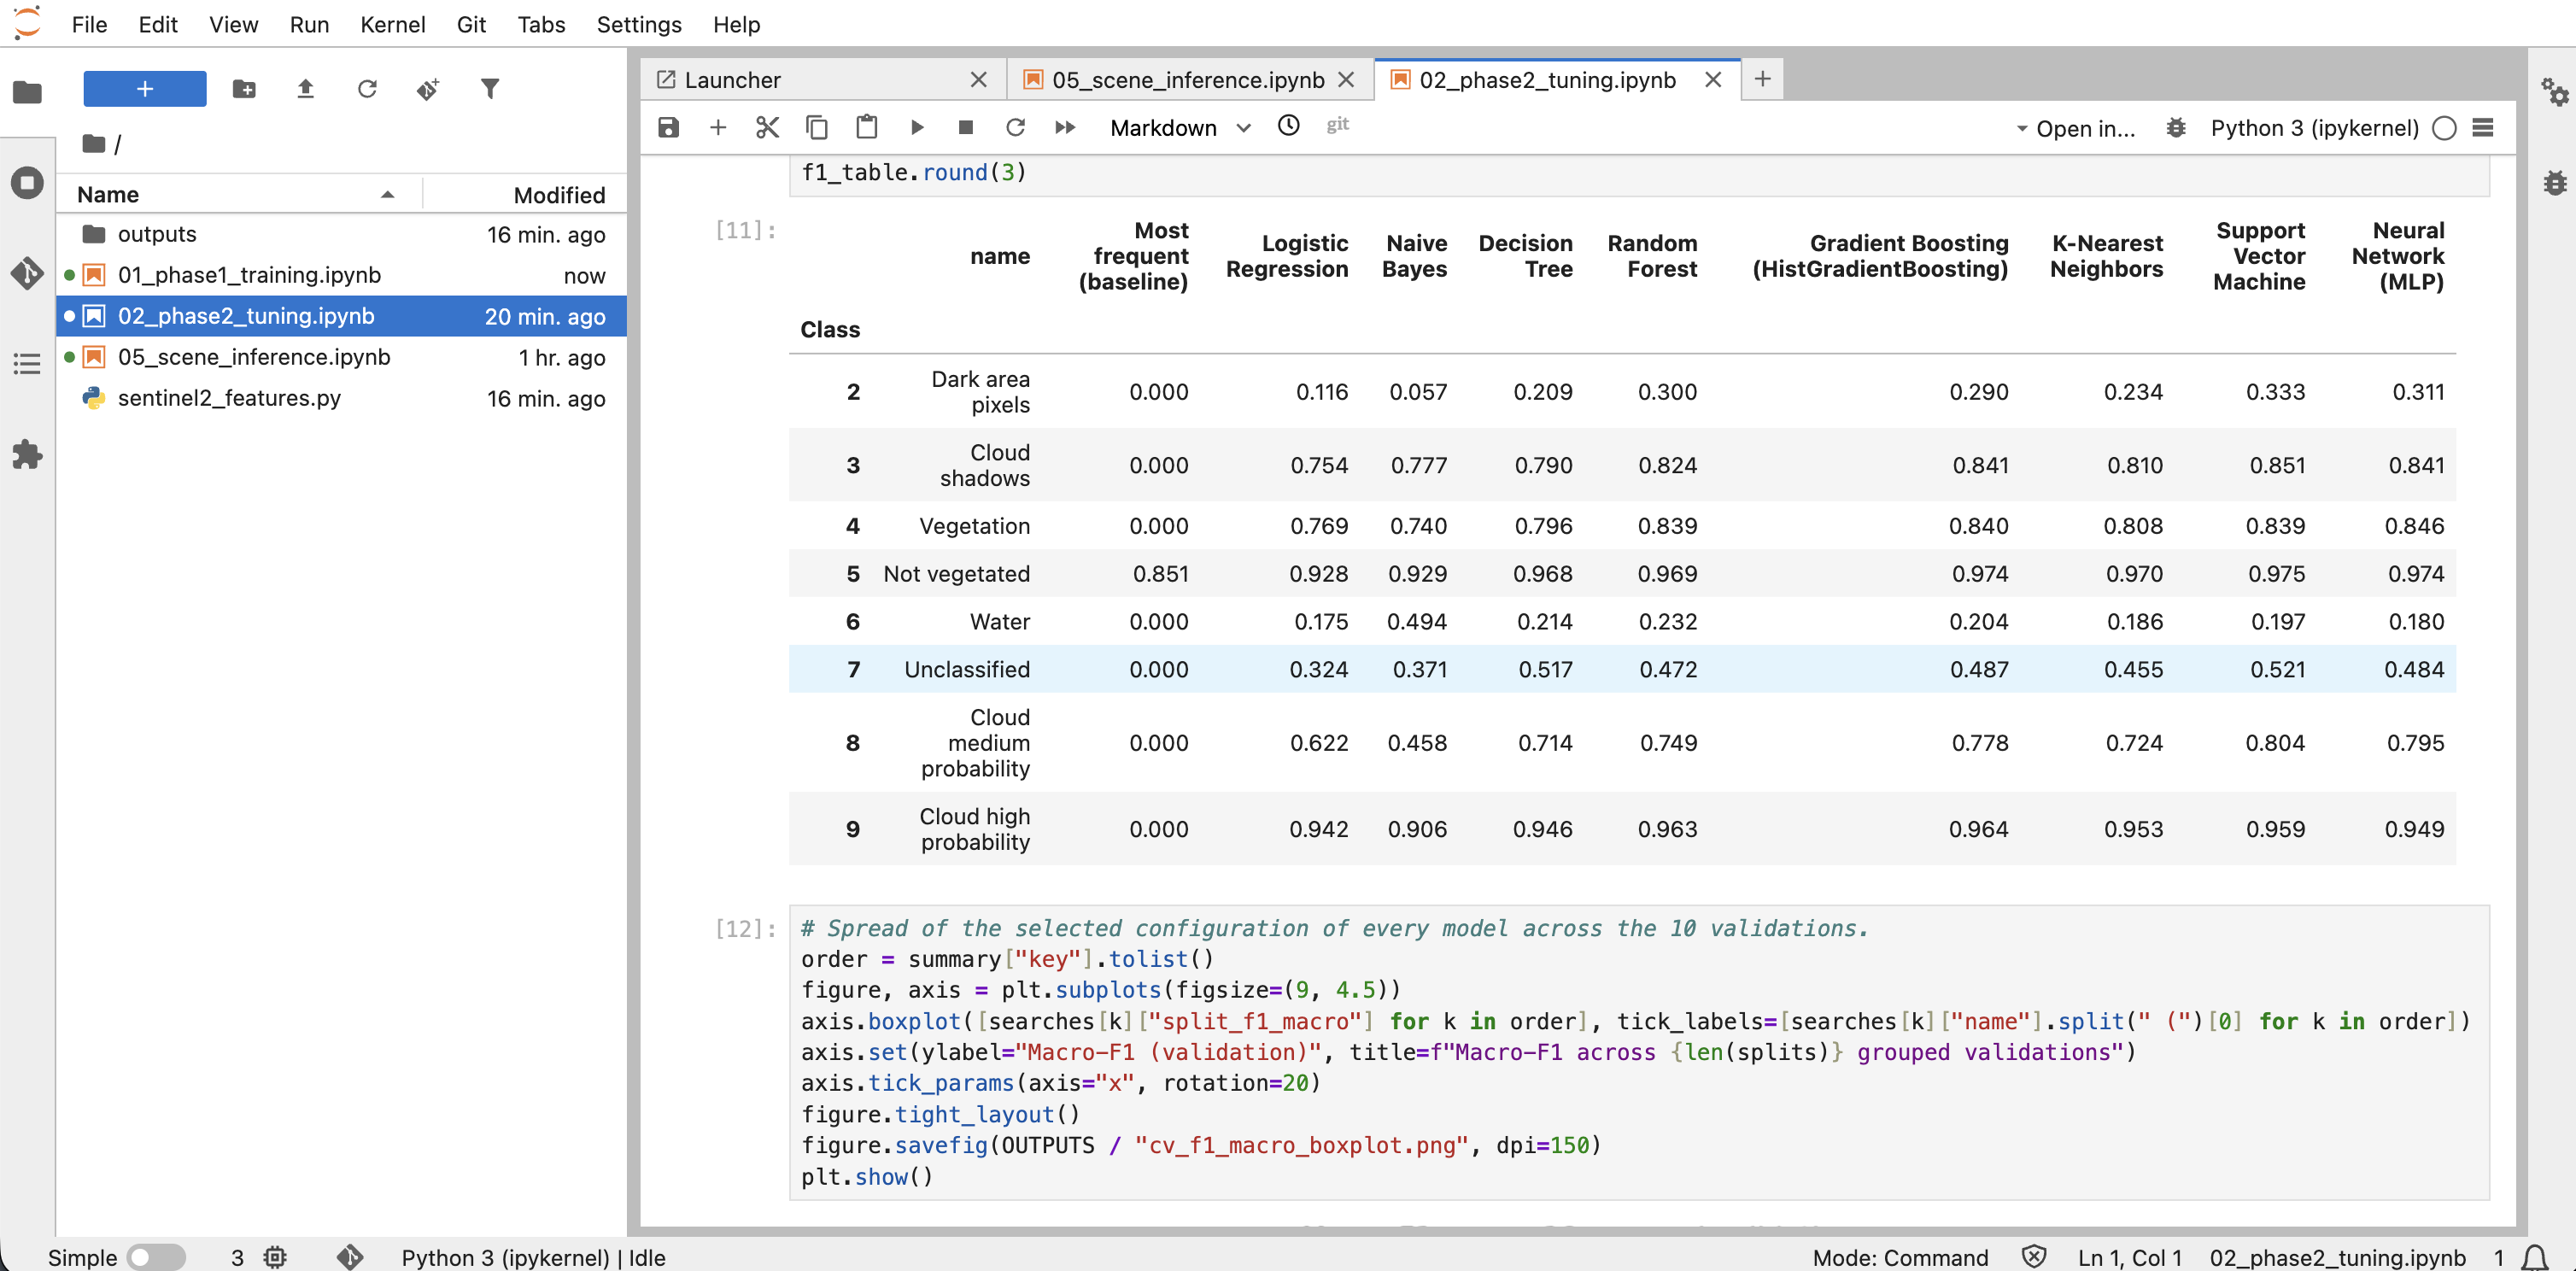 File Edit View Run Kernel Git Tabs Settings Help
+
/
Name Modified
outputs 16 min. ago
01_phase1_training.ipynb now
02_phase2_tuning.ipynb 20 min. ago
05_scene_inference.ipynb 1 hr. ago
sentinel2_features.py 16 min. ago
Launcher 05_scene_inference.ipynb 02_phase2_tuning.ipynb
Markdown git Open in... Python 3 (ipykernel)
f1_table.round(3)
[11]:
name Most frequent (baseline) Logistic Regression Naive Bayes Decision Tree Random Forest Gradient Boosting (HistGradientBoosting) K-Nearest Neighbors Support Vector Machine Neural Network (MLP)
Class
2 Dark area pixels 0.000 0.116 0.057 0.209 0.300 0.290 0.234 0.333 0.311
3 Cloud shadows 0.000 0.754 0.777 0.790 0.824 0.841 0.810 0.851 0.841
4 Vegetation 0.000 0.769 0.740 0.796 0.839 0.840 0.808 0.839 0.846
5 Not vegetated 0.851 0.928 0.929 0.968 0.969 0.974 0.970 0.975 0.974
6 Water 0.000 0.175 0.494 0.214 0.232 0.204 0.186 0.197 0.180
7 Unclassified 0.000 0.324 0.371 0.517 0.472 0.487 0.455 0.521 0.484
8 Cloud medium probability 0.000 0.622 0.458 0.714 0.749 0.778 0.724 0.804 0.795
9 Cloud high probability 0.000 0.942 0.906 0.946 0.963 0.964 0.953 0.959 0.949
[12]:
# Spread of the selected configuration of every model across the 10 validations.
order = summary["key"].tolist()
figure, axis = plt.subplots(figsize=(9, 4.5))
axis.boxplot([searches[k]["split_f1_macro"] for k in order], tick_labels=[searches[k]["name"].split(" (")[0] for k in order])
axis.set(ylabel="Macro-F1 (validation)", title=f"Macro-F1 across {len(splits)} grouped validations")
axis.tick_params(axis="x", rotation=20)
figure.tight_layout()
figure.savefig(OUTPUTS / "cv_f1_macro_boxplot.png", dpi=150)
plt.show()
Simple 3 Python 3 (ipykernel) | Idle Mode: Command Ln 1, Col 1 02_phase2_tuning.ipynb 1